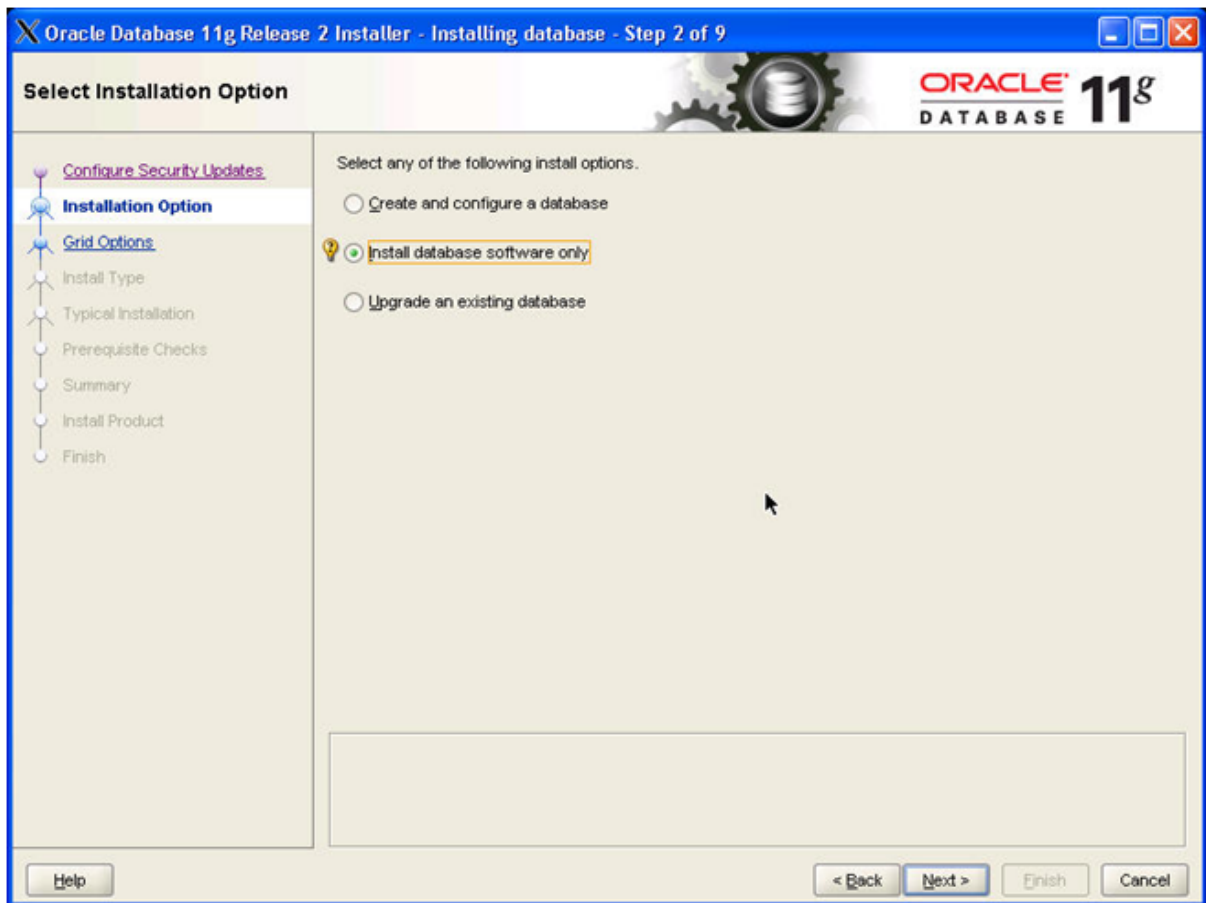 Oracle Database 11g Release 2 Installer - Installing database - Step 2 of 9
Select Installation Option
ORACLE
DATABASE
11g
Configure Security Updates
Installation Option
Grid Options
Install Type
Typical Installation
Prerequisite Checks
Summary
Install Product
Finish
Select any of the following install options.
Create and configure a database
Install database software only
Upgrade an existing database
Help
< Back
Next >
Finish
Cancel